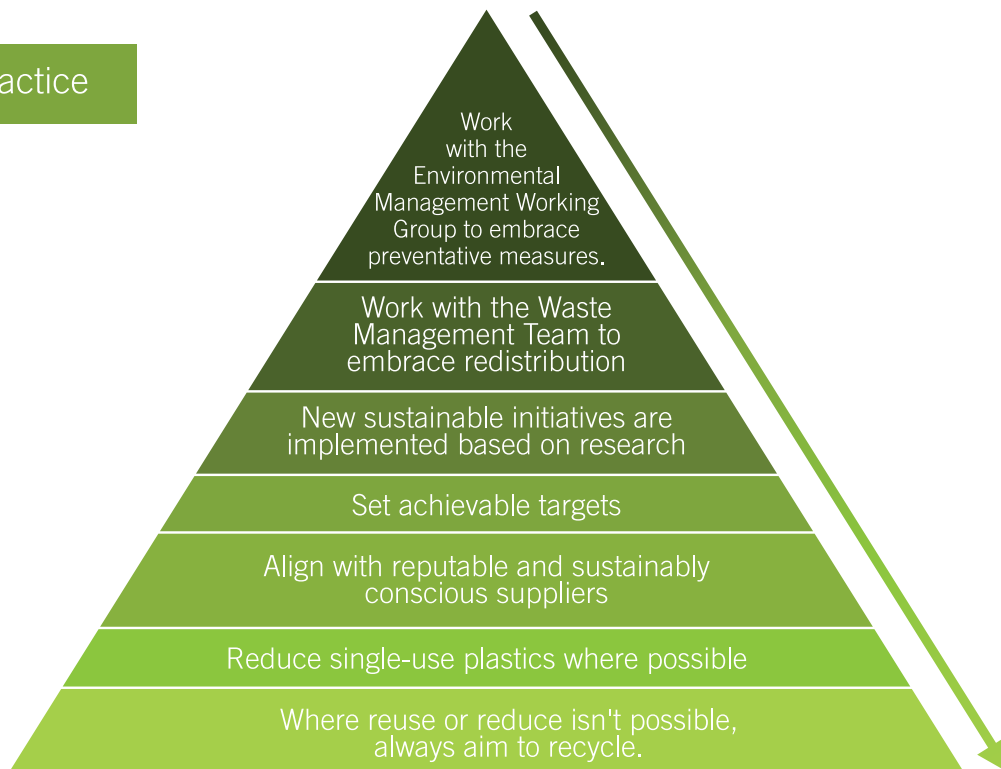 actice
Work
with the
Environmental
Management Working
Group to embrace
preventative measures.
Work with the Waste
Management Team to
embrace redistribution
New sustainable initiatives are
implemented based on research
Set achievable targets
Align with reputable and sustainably
conscious suppliers
Reduce single-use plastics where possible
Where reuse or reduce isn't possible,
always aim to recycle.